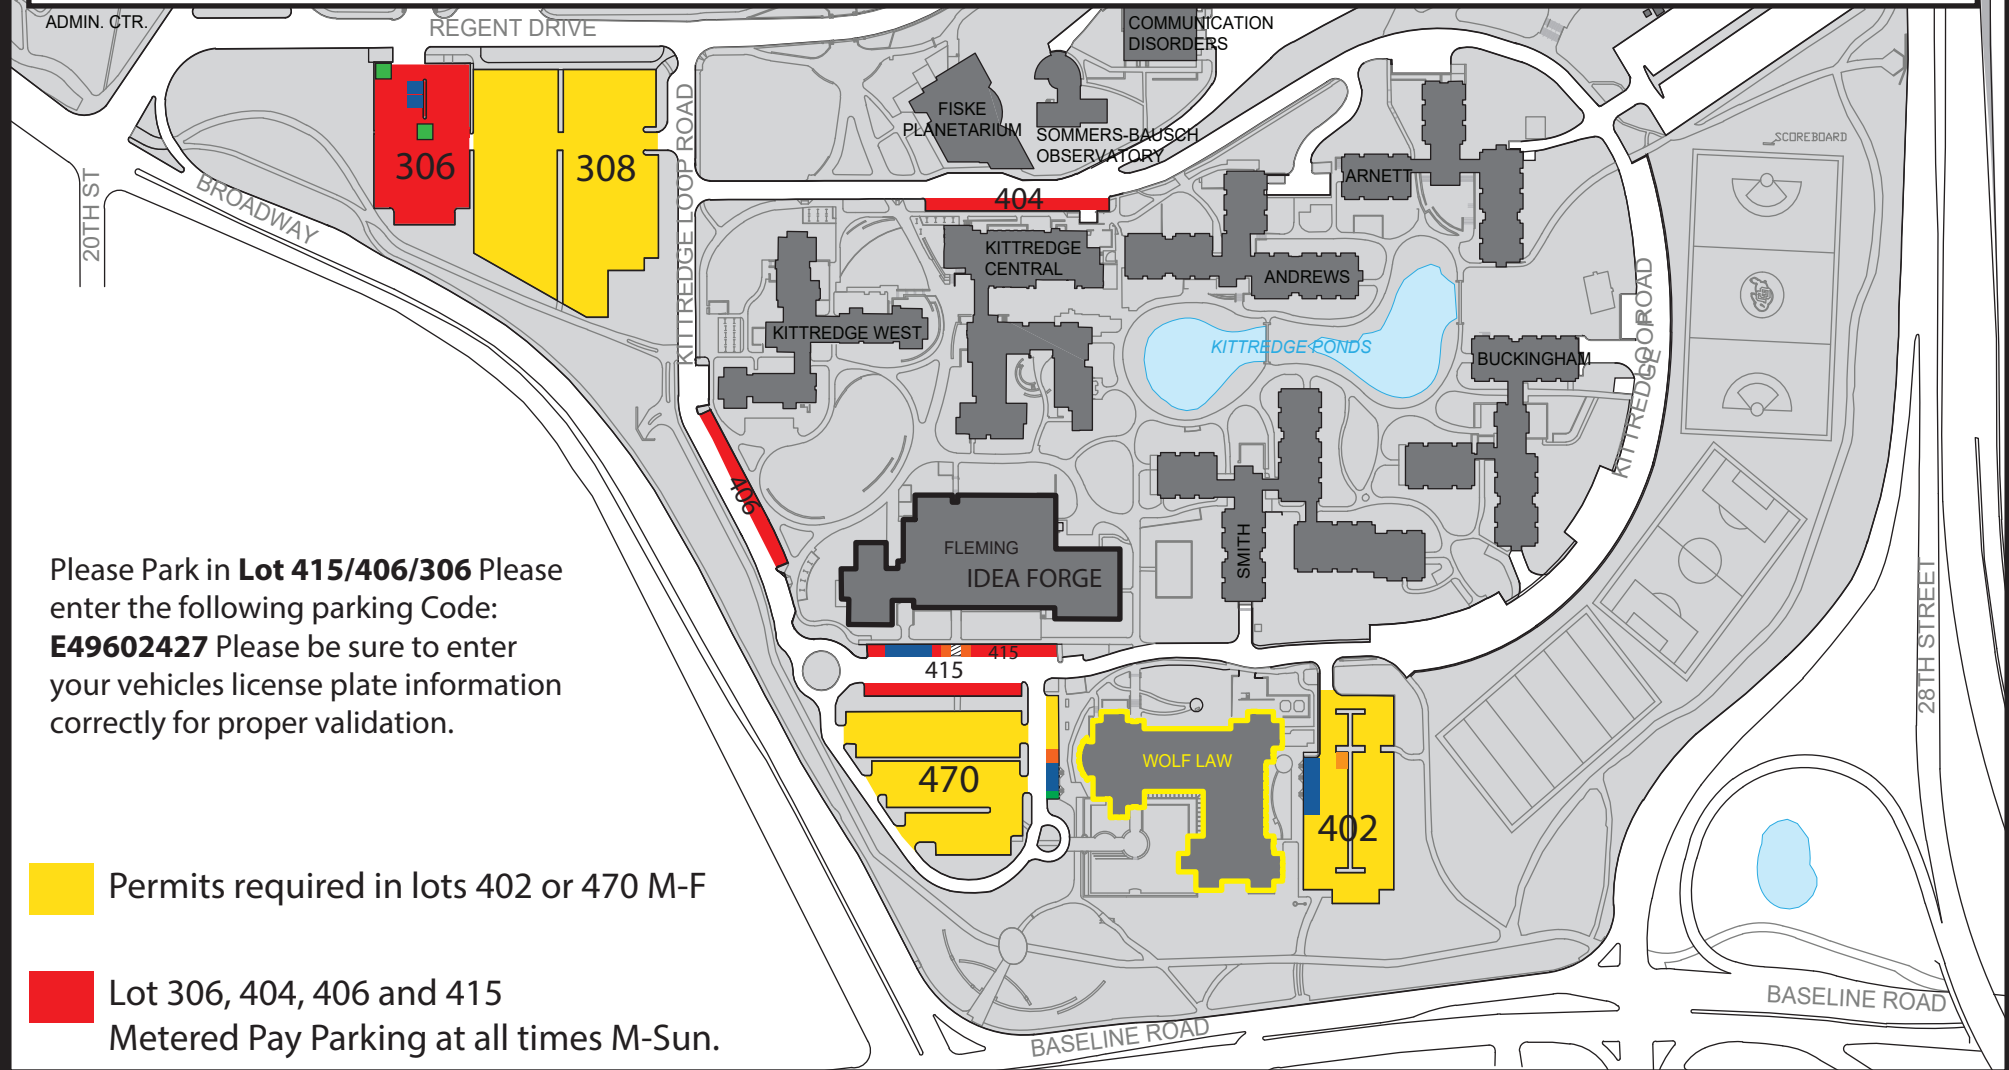 ADMIN. CTR.
REGENT DRIVE
COMMUNICATION
DISORDERS
FISKE
PLANETARIUM
SOMMERS-BAUSCH
OBSERVATORY
SCOREBOARD
306
308
KITTREDGE LOOP ROAD
ARNETT
20TH ST
BROADWAY
404
KITTREDGE
CENTRAL
ANDREWS
KITTREDGE WEST
KITTREDGE PONDS
BUCKINGHAM
406
FLEMING
IDEA FORGE
SMITH
28TH STREET
Please Park in Lot 415/406/306 Please
enter the following parking Code:
E49602427 Please be sure to enter
your vehicles license plate information
correctly for proper validation.
415
415
WOLF LAW
470
402
Permits required in lots 402 or 470 M-F
Lot 306, 404, 406 and 415
Metered Pay Parking at all times M-Sun.
BASELINE ROAD
BASELINE ROAD